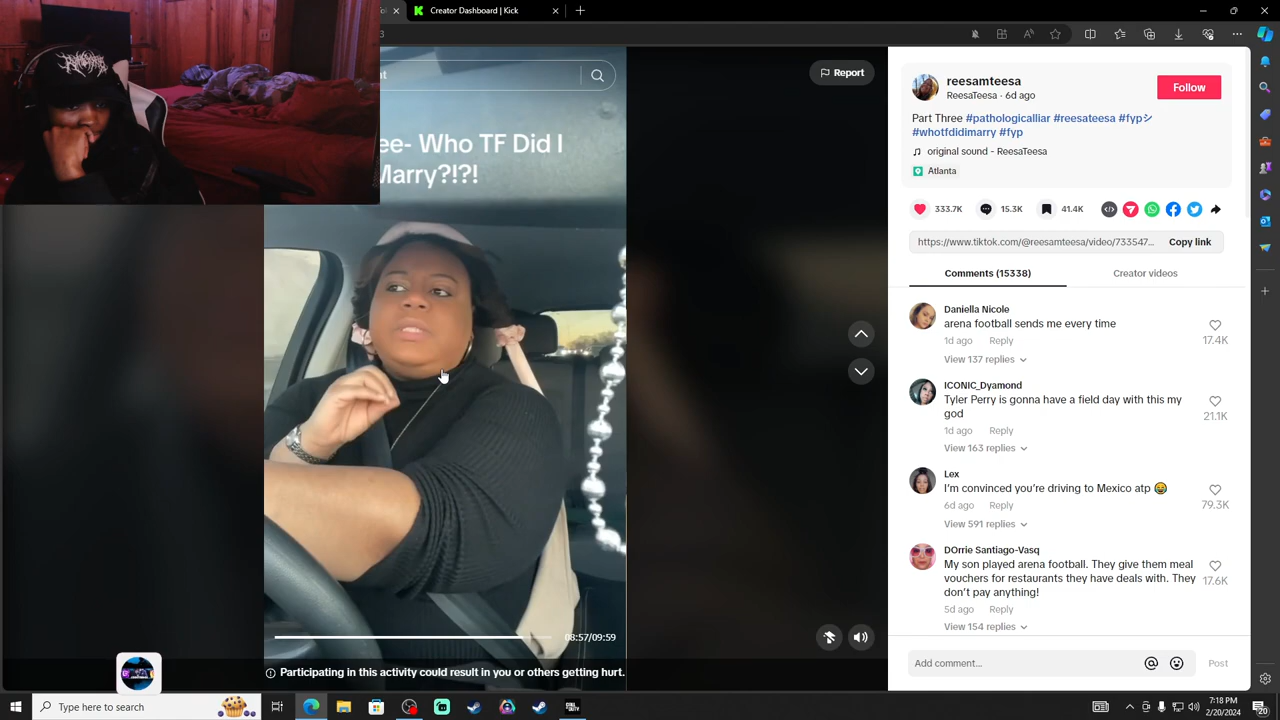 Creator Dashboard | Kick
Report
ee- Who TF Did I
Marry?!?!
reesamteesa
ReesaTeesa · 6d ago
Follow
Part Three #pathologicalliar #reesateesa #fypシ
#whotfdidimarry #fyp
original sound - ReesaTeesa
Atlanta
333.7K 15.3K 41.4K
https://www.tiktok.com/@reesamteesa/video/733547... Copy link
Comments (15338) Creator videos
Daniella Nicole
arena football sends me every time
17.4K
1d ago Reply
View 137 replies
ICONIC_Dyamond
Tyler Perry is gonna have a field day with this my
god
21.1K
1d ago Reply
View 163 replies
Lex
I'm convinced you're driving to Mexico atp 😂
79.3K
6d ago Reply
View 591 replies
DOrrie Santiago-Vasq
My son played arena football. They give them meal
vouchers for restaurants they have deals with. They
don't pay anything!
17.6K
5d ago Reply
View 154 replies
08:57/09:59
Participating in this activity could result in you or others getting hurt.
Add comment... Post
Type here to search
7:18 PM
2/20/2024